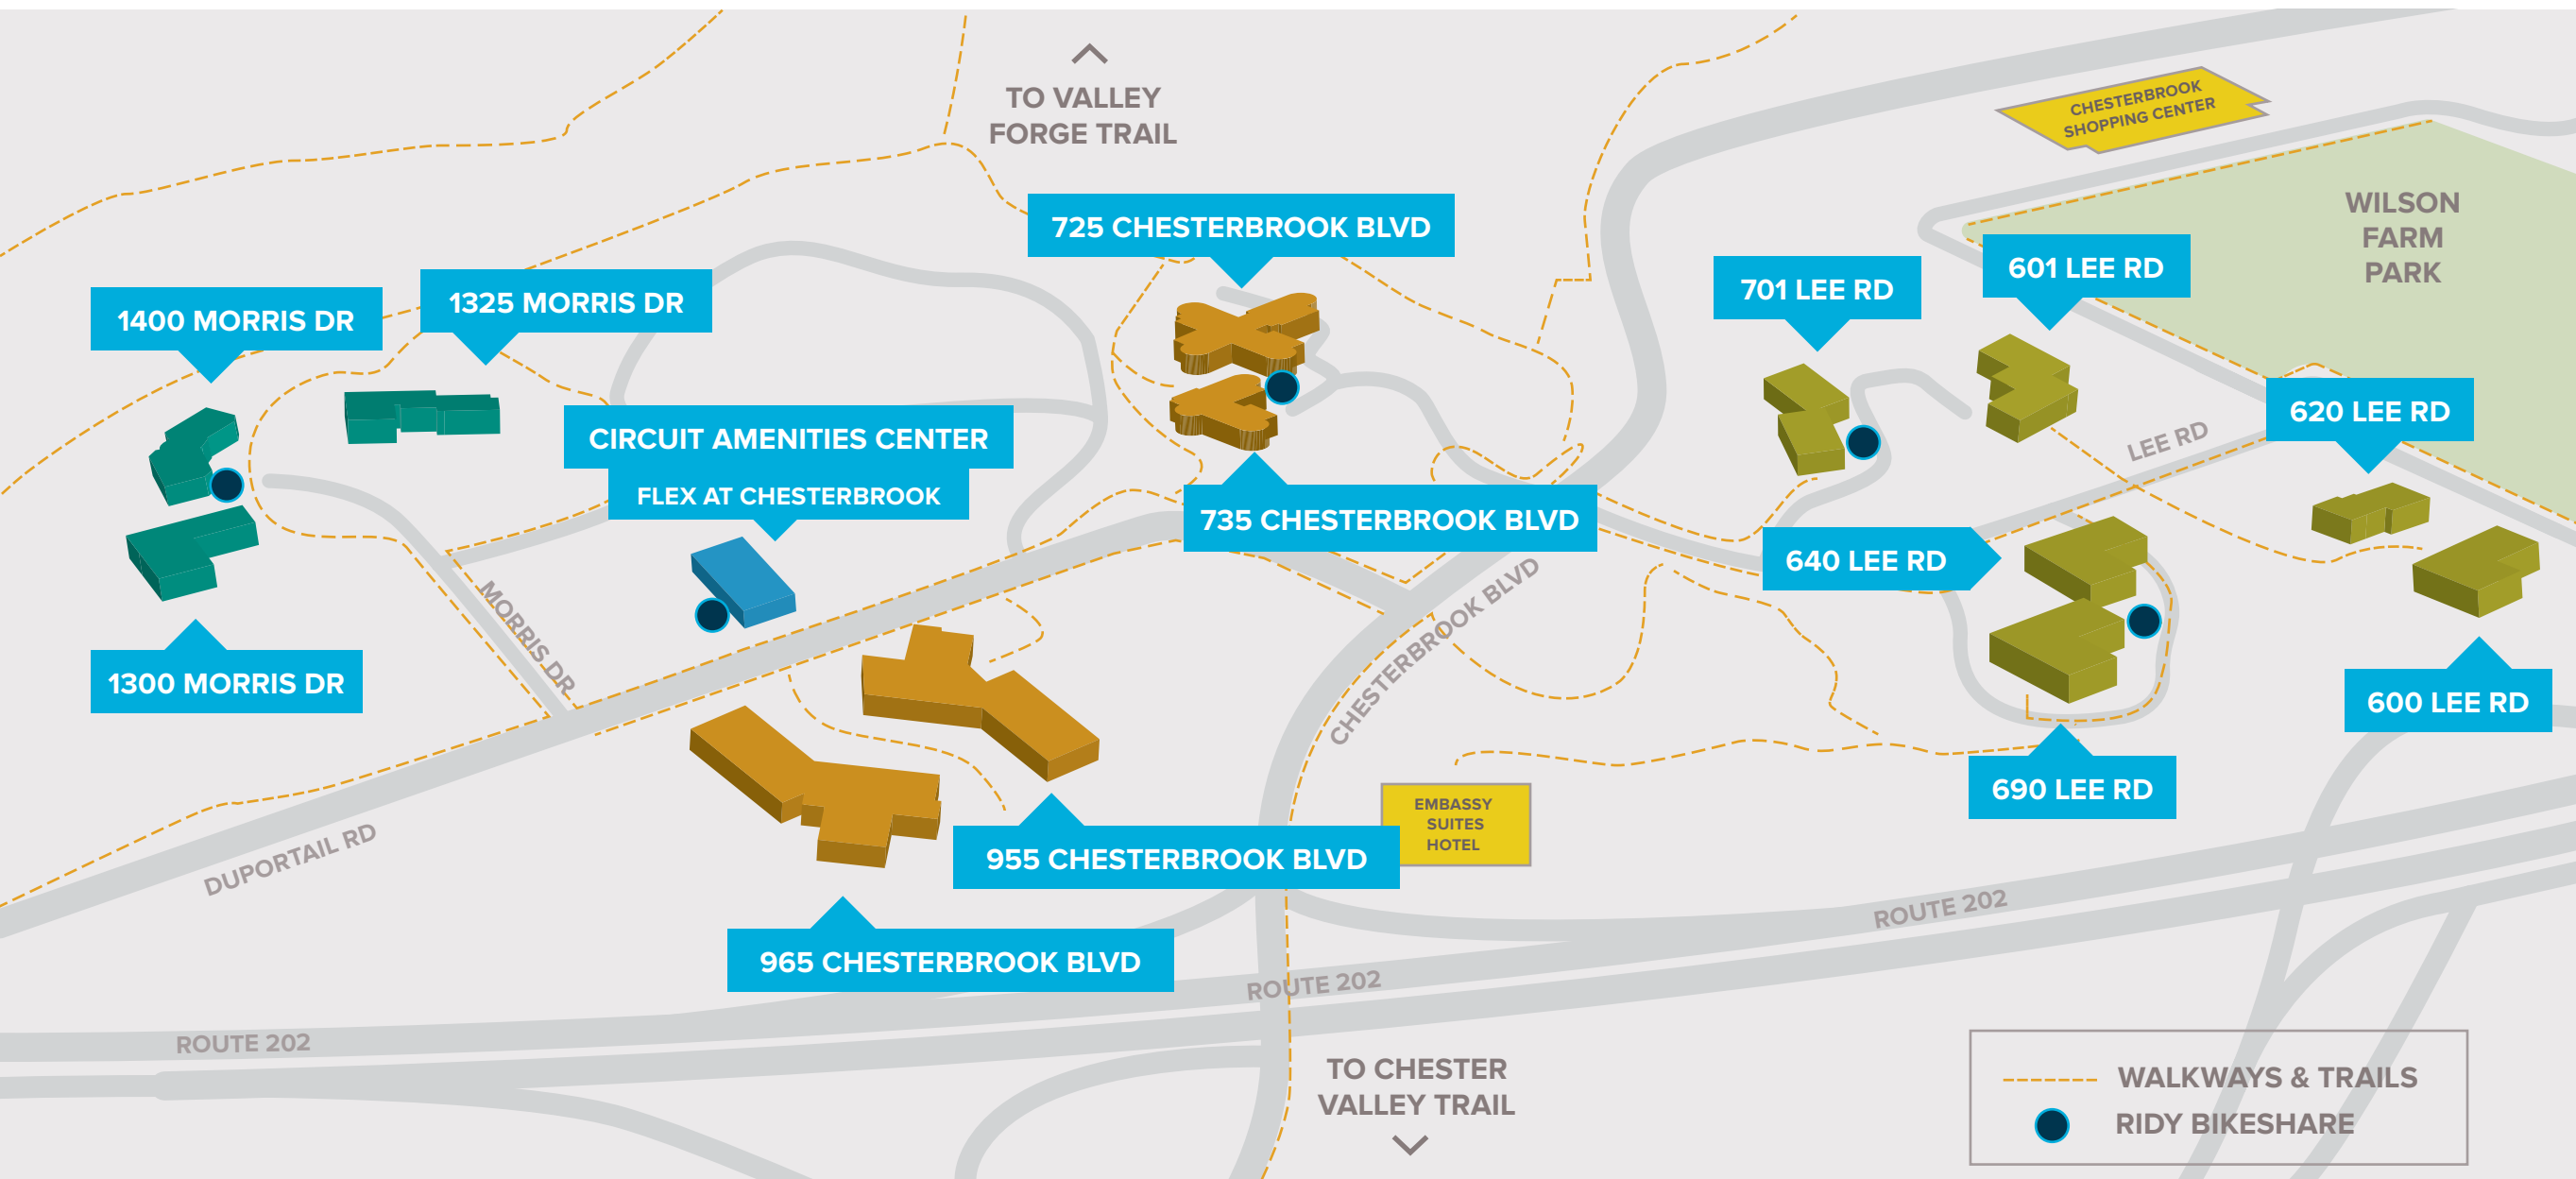 TO VALLEY
FORGE TRAIL
CHESTERBROOK
SHOPPING CENTER
WILSON
FARM
PARK
725 CHESTERBROOK BLVD
601 LEE RD
701 LEE RD
1325 MORRIS DR
1400 MORRIS DR
620 LEE RD
CIRCUIT AMENITIES CENTER
LEE RD
FLEX AT CHESTERBROOK
735 CHESTERBROOK BLVD
640 LEE RD
MORRIS DR
CHESTERBROOK BLVD
1300 MORRIS DR
600 LEE RD
690 LEE RD
EMBASSY
SUITES
HOTEL
DUPORTAIL RD
955 CHESTERBROOK BLVD
ROUTE 202
965 CHESTERBROOK BLVD
ROUTE 202
ROUTE 202
TO CHESTER
VALLEY TRAIL
WALKWAYS & TRAILS
RIDY BIKESHARE